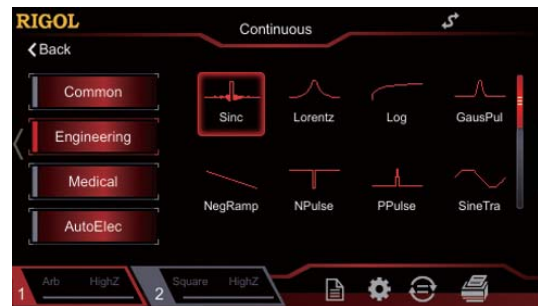 RIGOL
Continuous
Back
Common
Engineering
Medical
AutoElec
Sinc
Lorentz
Log
GausPul
NegRamp
NPulse
PPulse
SineTra
1
Arb
HighZ
2
Square
HighZ